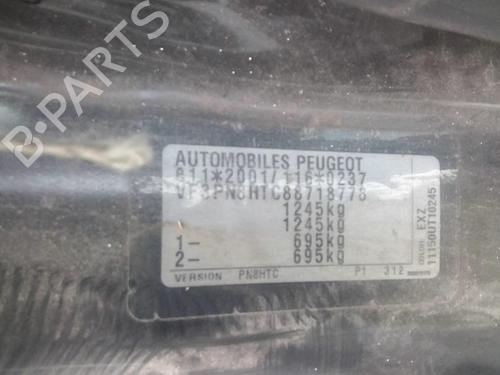 B-PARTS
AUTOMOBILES PEUGEOT
e11*2001/116*0237
VF3PN8HTC88718778
1245kg
1245kg
1- 695kg
2- 695kg
VERSION PN8HTC P1 312
COLOR: EXZ
11150UT10245